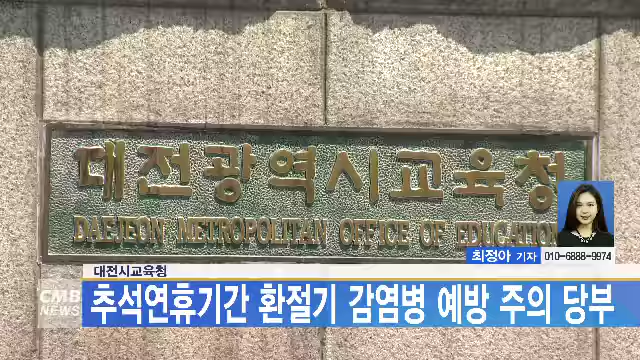 대전광역시교육청
DAEJEON METROPOLITAN OFFICE OF EDUCATION
최정아 기자 010-6888-9974
대전시교육청
CMB NEWS
추석연휴기간 환절기 감염병 예방 주의 당부